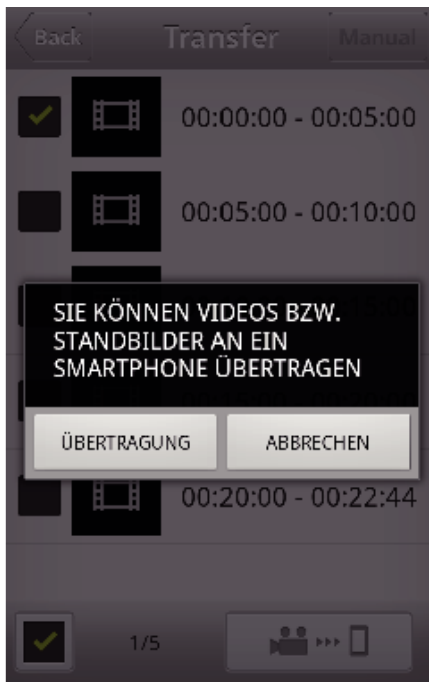 Back Transfer Manual
00:00:00 - 00:05:00
00:05:00 - 00:10:00
SIE KÖNNEN VIDEOS BZW.
STANDBILDER AN EIN
SMARTPHONE ÜBERTRAGEN
ÜBERTRAGUNG ABBRECHEN
00:20:00 - 00:22:44
1/5